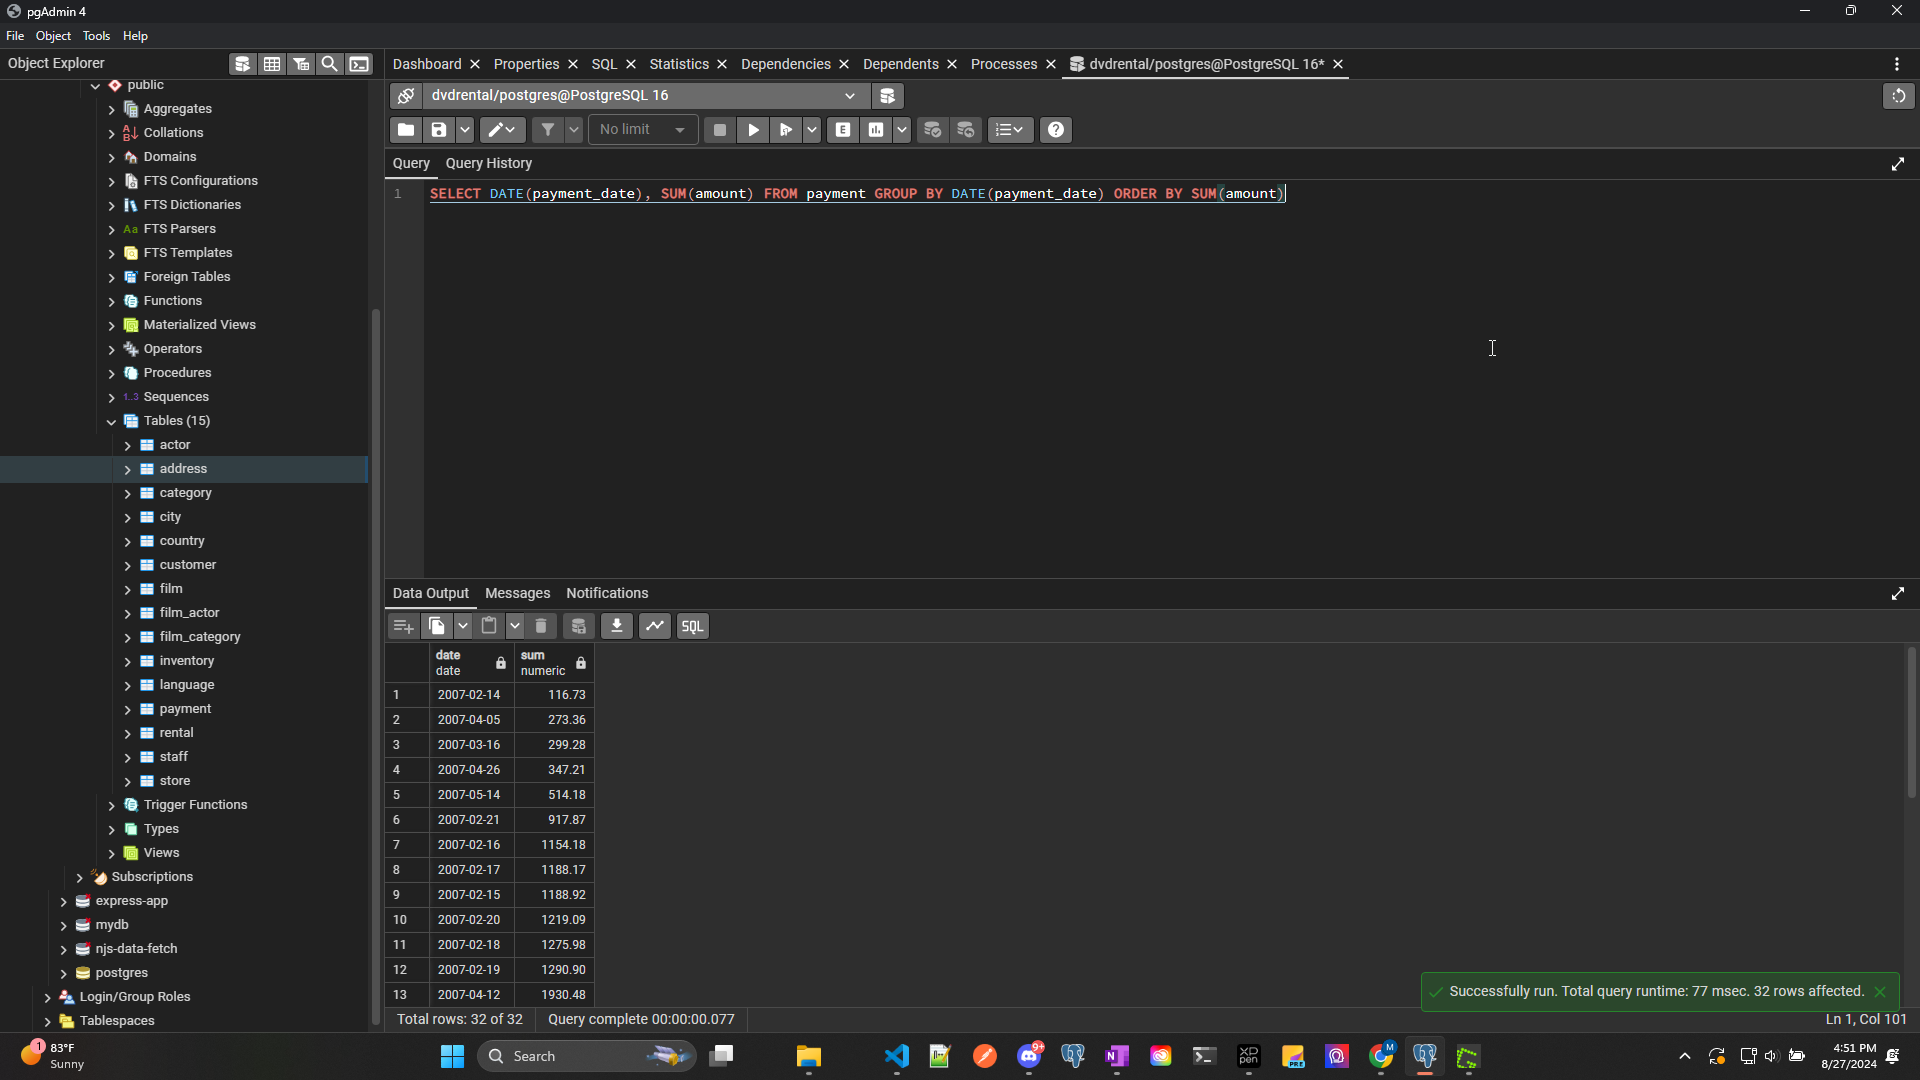 pgAdmin 4
File Object Tools Help
Object Explorer
public
Aggregates
Collations
Domains
FTS Configurations
FTS Dictionaries
Aa FTS Parsers
FTS Templates
Foreign Tables
Functions
Materialized Views
Operators
Procedures
1..3 Sequences
Tables (15)
actor
address
category
city
country
customer
film
film_actor
film_category
inventory
language
payment
rental
staff
store
Trigger Functions
Types
Views
Subscriptions
express-app
mydb
njs-data-fetch
postgres
Login/Group Roles
Tablespaces
Dashboard Properties SQL Statistics Dependencies Dependents Processes dvdrental/postgres@PostgreSQL 16*
dvdrental/postgres@PostgreSQL 16
No limit E
Query Query History
1 SELECT DATE(payment_date), SUM(amount) FROM payment GROUP BY DATE(payment_date) ORDER BY SUM(amount)
Data Output Messages Notifications
SQL
date date sum numeric
1 2007-02-14 116.73
2 2007-04-05 273.36
3 2007-03-16 299.28
4 2007-04-26 347.21
5 2007-05-14 514.18
6 2007-02-21 917.87
7 2007-02-16 1154.18
8 2007-02-17 1188.17
9 2007-02-15 1188.92
10 2007-02-20 1219.09
11 2007-02-18 1275.98
12 2007-02-19 1290.90
13 2007-04-12 1930.48
Successfully run. Total query runtime: 77 msec. 32 rows affected.
Total rows: 32 of 32 Query complete 00:00:00.077 Ln 1, Col 101
1 83°F
Sunny
Search
9+
XP
pen
PRE
M
4:51 PM
8/27/2024